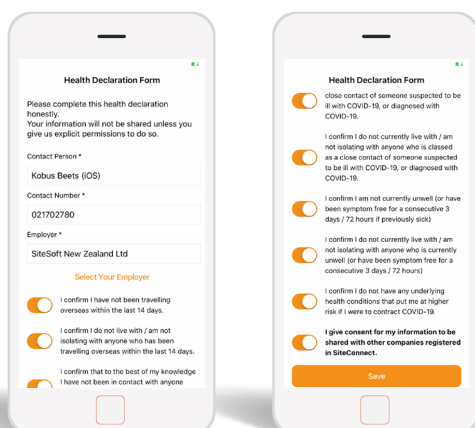 Health Declaration Form
Please complete this health declaration
honestly.
Your information will not be shared unless you
give us explicit permissions to do so.
Contact Person *
Kobus Beets (iOS)
Contact Number *
021702780
Employer *
SiteSoft New Zealand Ltd
Select Your Employer
I confirm I have not been travelling
overseas within the last 14 days.
I confirm I do not live with / am not
isolating with anyone who has been
travelling overseas within the last 14 days.
I confirm that to the best of my knowledge
I have not been in contact with anyone
Health Declaration Form
close contact of someone suspected to be
ill with COVID-19, or diagnosed with
COVID-19.
I confirm I do not currently live with / am
not isolating with anyone who is classed
as a close contact of someone suspected
to be ill with COVID-19, or diagnosed with
COVID-19.
I confirm I am not currently unwell (or have
been symptom free for a consecutive 3
days / 72 hours if previously sick)
I confirm I do not currently live with / am
not isolating with anyone who is currently
unwell (or have been symptom free for a
consecutive 3 days / 72 hours)
I confirm I do not have any underlying
health conditions that put me at higher
risk if I were to contract COVID-19.
I give consent for my information to be
shared with other companies registered
in SiteConnect.
Save